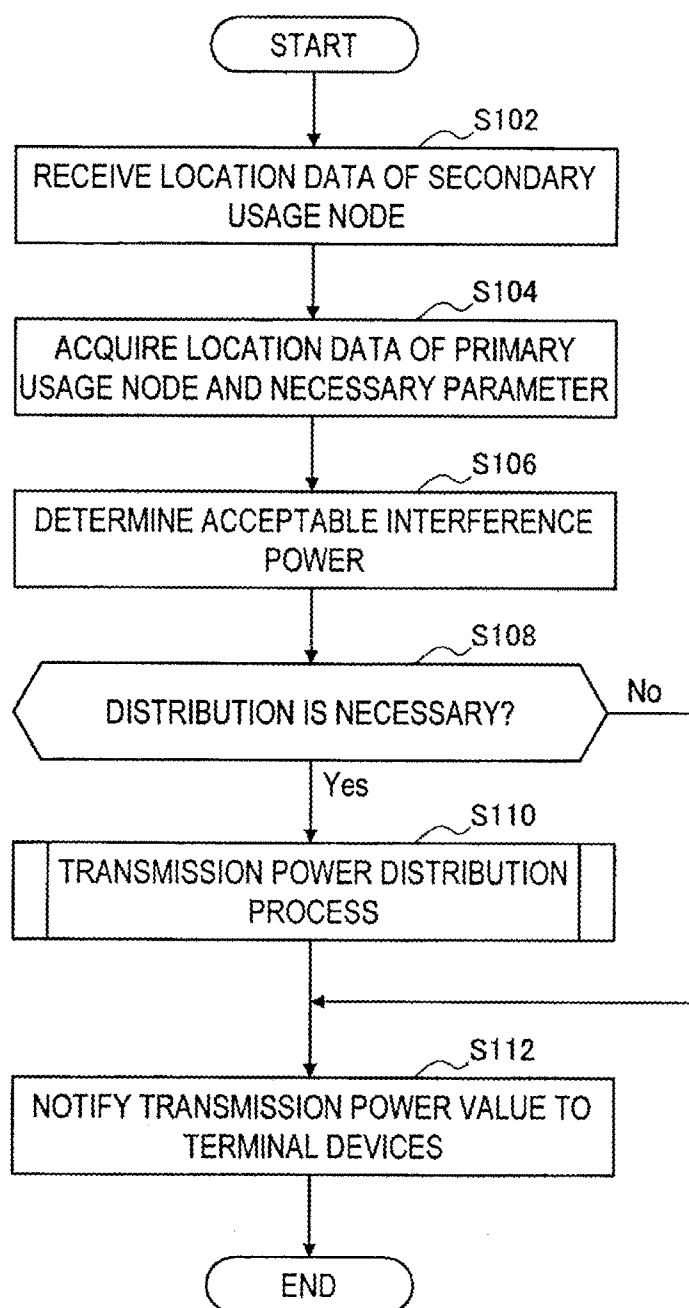 START
S102
RECEIVE LOCATION DATA OF SECONDARY
USAGE NODE
S104
ACQUIRE LOCATION DATA OF PRIMARY
USAGE NODE AND NECESSARY PARAMETER
S106
DETERMINE ACCEPTABLE INTERFERENCE
POWER
S108
DISTRIBUTION IS NECESSARY?
No
Yes
S110
TRANSMISSION POWER DISTRIBUTION
PROCESS
S112
NOTIFY TRANSMISSION POWER VALUE TO
TERMINAL DEVICES
END